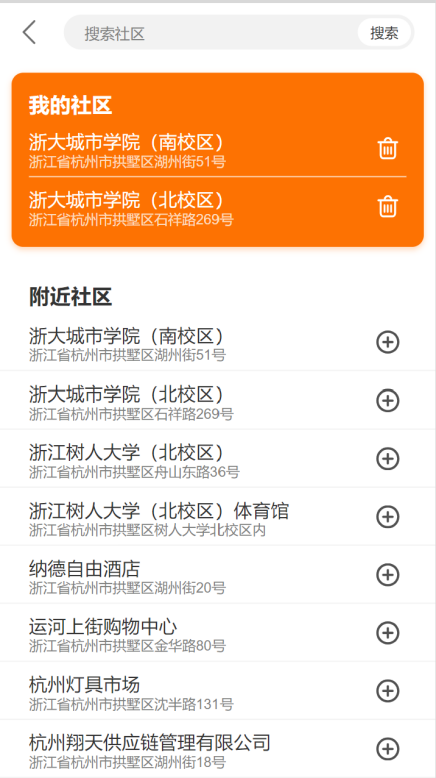 搜索社区
搜索
我的社区
浙大城市学院（南校区）
浙江省杭州市拱墅区湖州街51号
浙大城市学院（北校区）
浙江省杭州市拱墅区石祥路269号
附近社区
浙大城市学院（南校区）
浙江省杭州市拱墅区湖州街51号
浙大城市学院（北校区）
浙江省杭州市拱墅区石祥路269号
浙江树人大学（北校区）
浙江省杭州市拱墅区舟山东路36号
浙江树人大学（北校区）体育馆
浙江省杭州市拱墅区树人大学北校区内
纳德自由酒店
浙江省杭州市拱墅区湖州街20号
运河上街购物中心
浙江省杭州市拱墅区金华路80号
杭州灯具市场
浙江省杭州市拱墅区沈半路131号
杭州翔天供应链管理有限公司
浙江省杭州市拱墅区湖州街18号